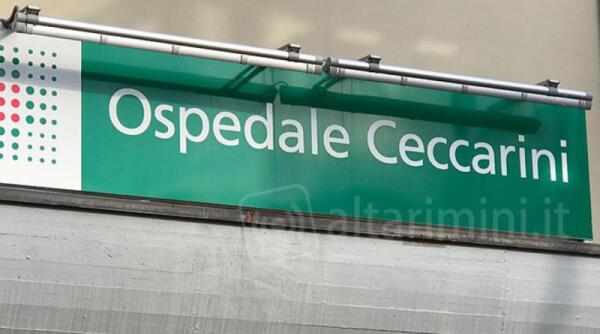 Ospedale Ceccarini
altarimini.it